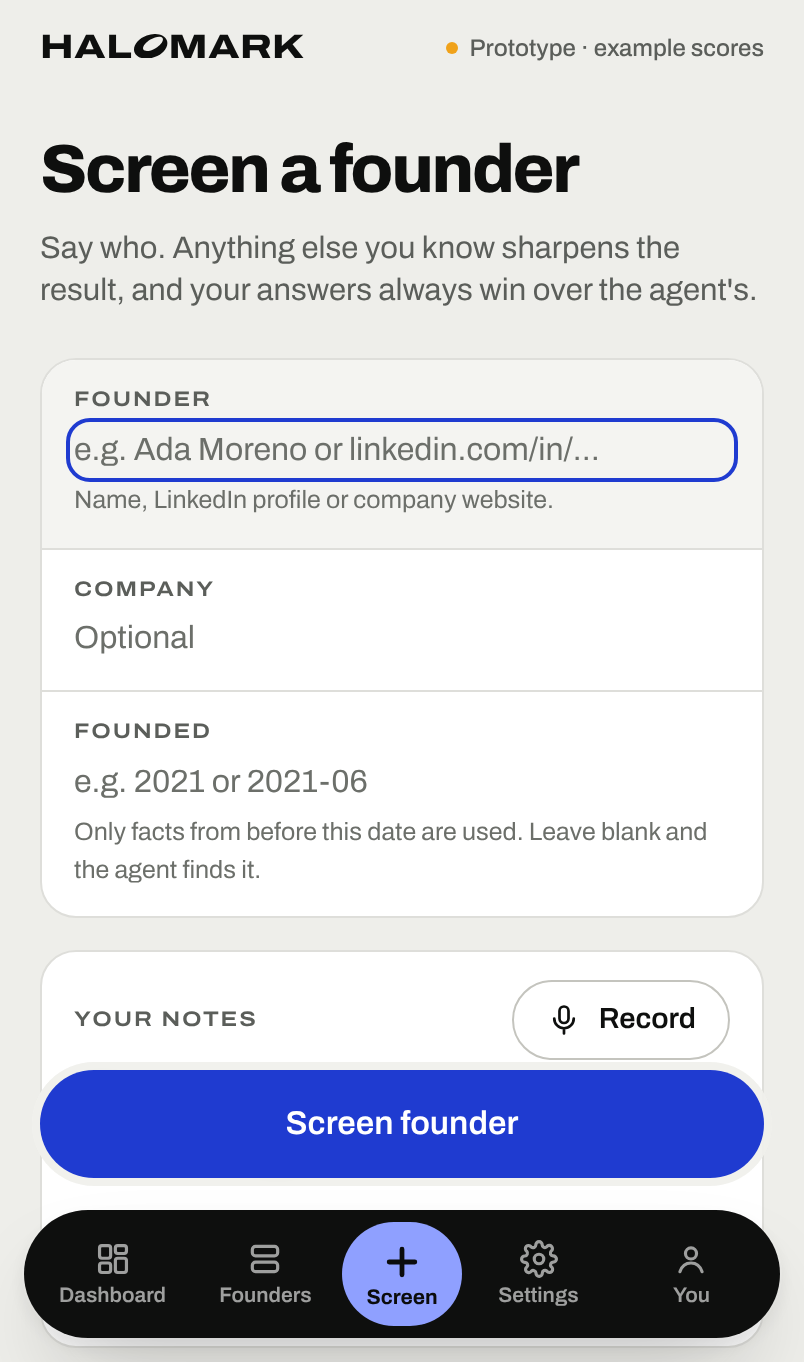 HALOMARK
Prototype · example scores
Screen a founder
Say who. Anything else you know sharpens the
result, and your answers always win over the agent's.
FOUNDER
e.g. Ada Moreno or linkedin.com/in/...
Name, LinkedIn profile or company website.
COMPANY
Optional
FOUNDED
e.g. 2021 or 2021-06
Only facts from before this date are used. Leave blank and
the agent finds it.
YOUR NOTES
Record
Screen founder
Dashboard
Founders
Screen
Settings
You